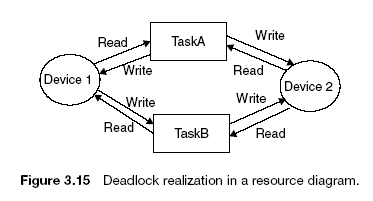 Read
TaskA
Write
Write
Read
Device 1
Device 2
Write
Write
Read
TaskB
Read
Figure 3.15 Deadlock realization in a resource diagram.